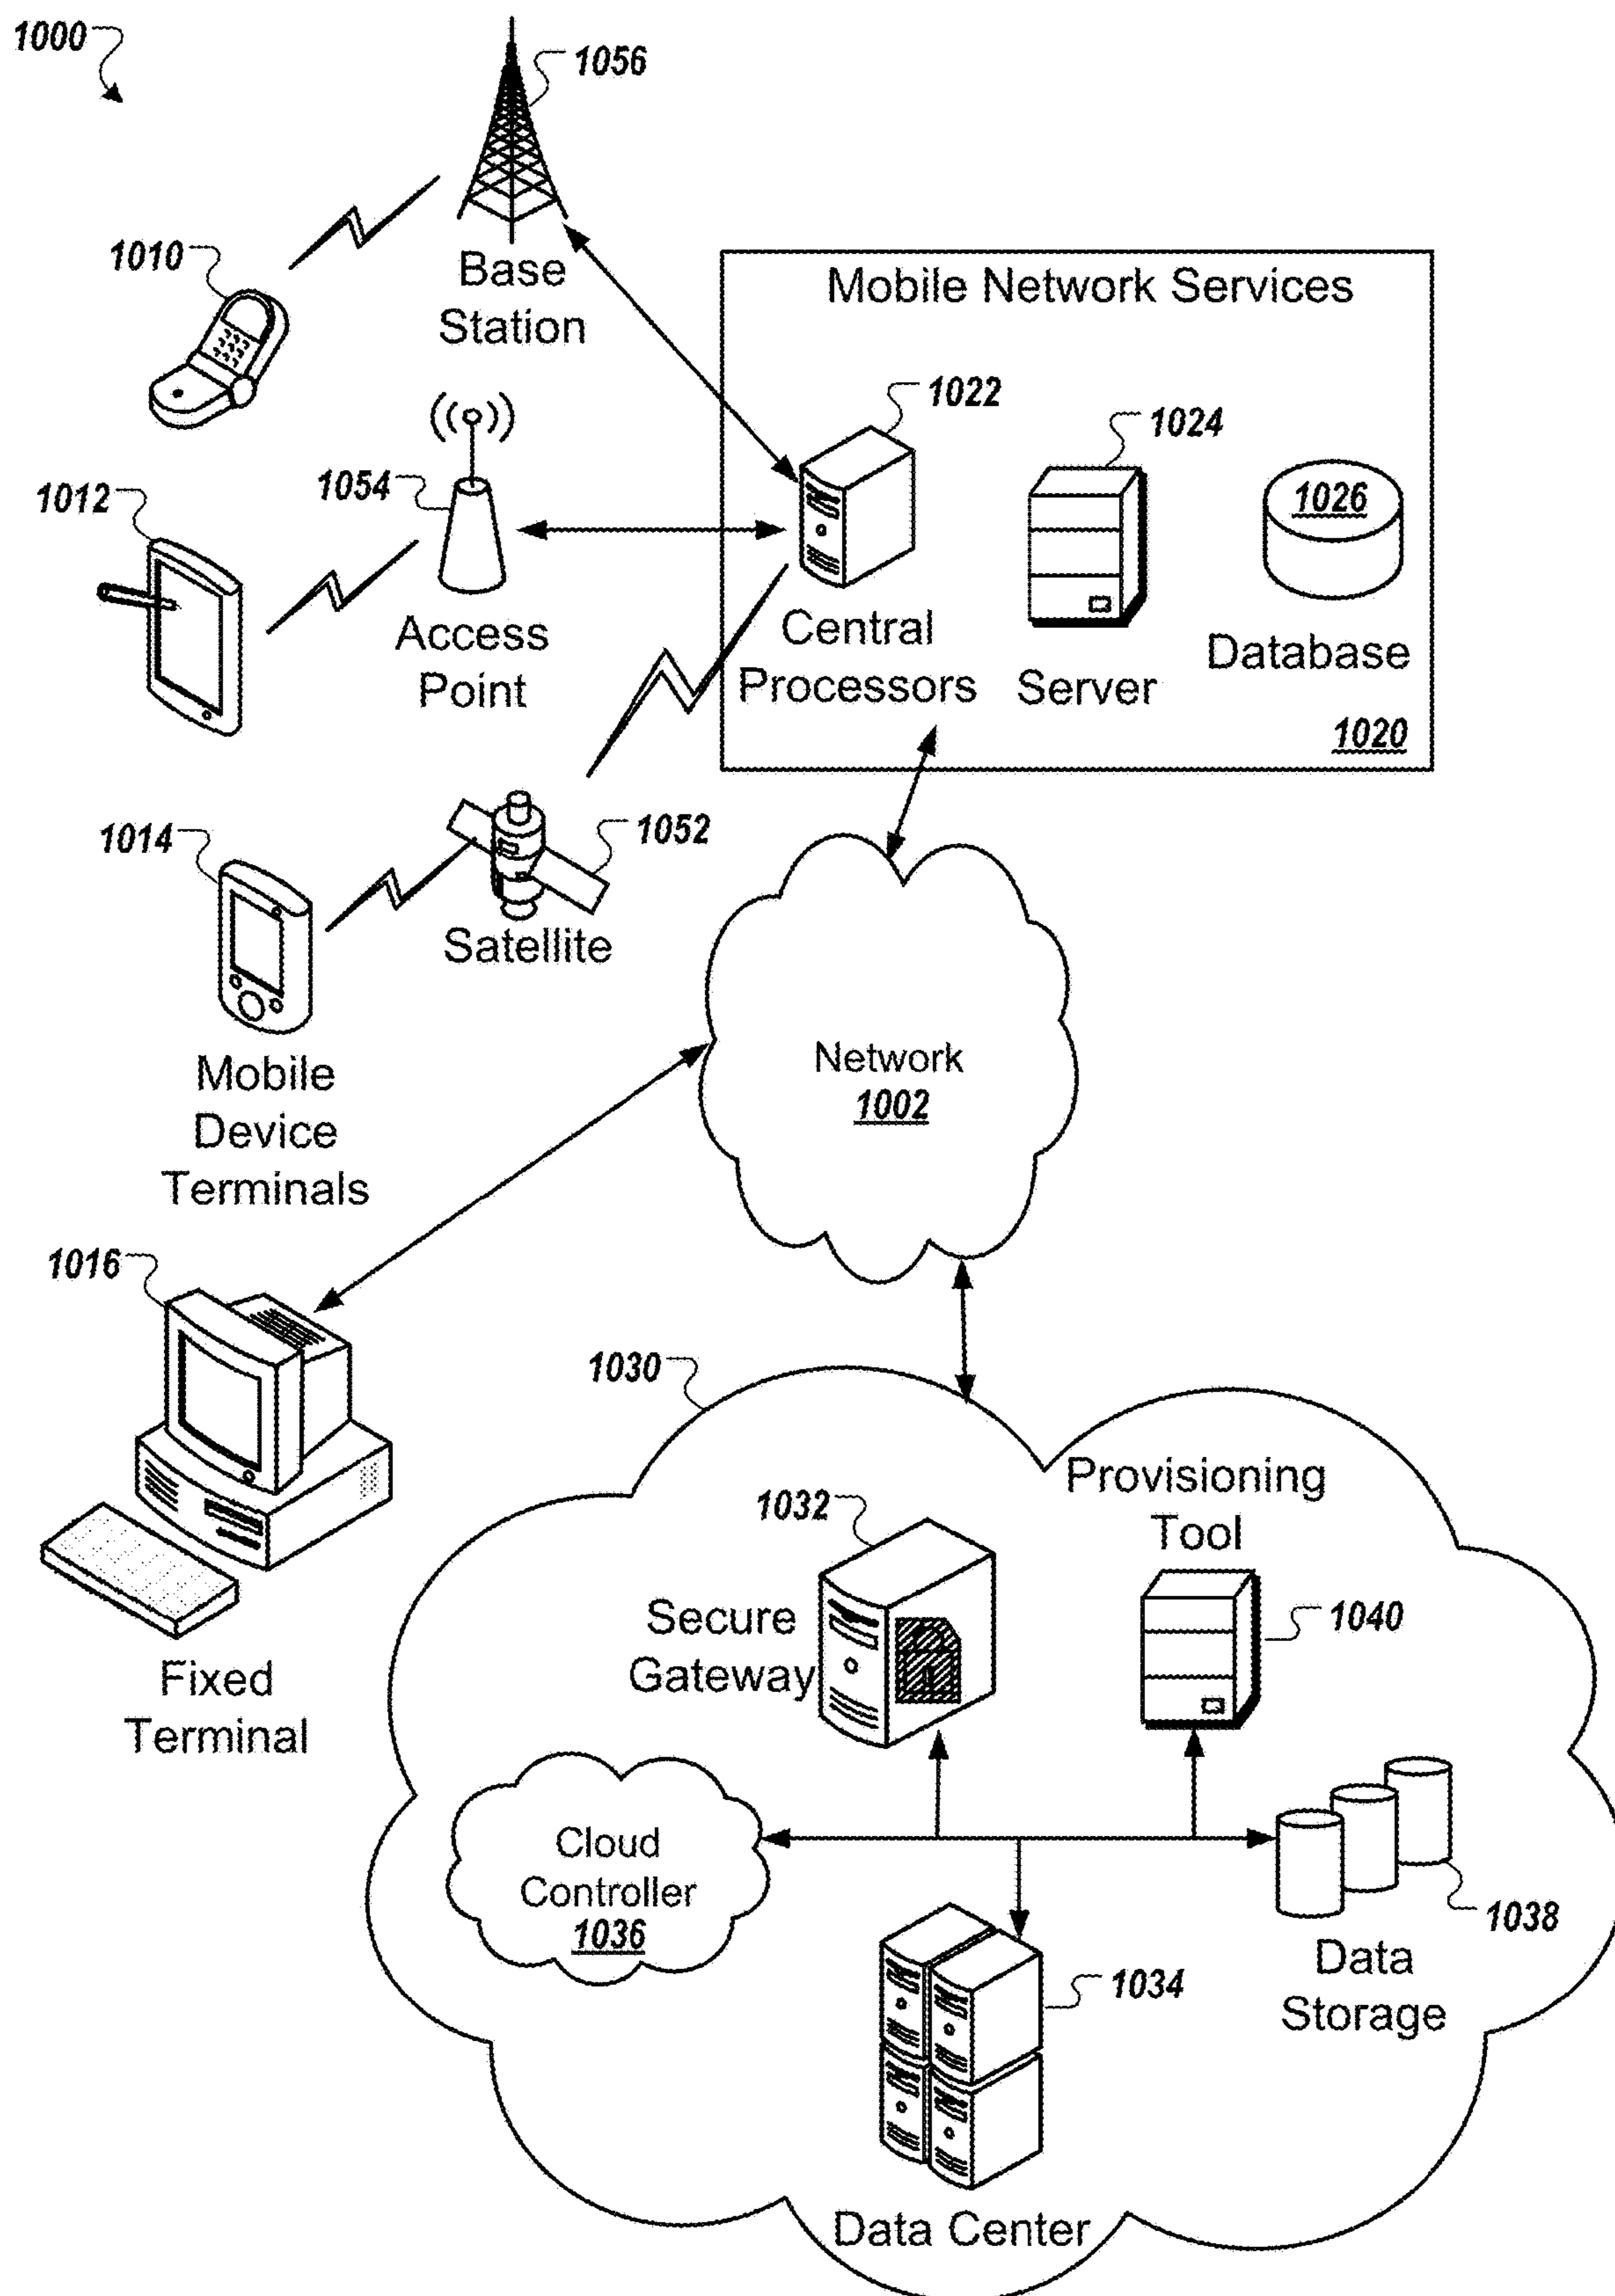 1000
1056
Base
Station
1010
Mobile Network Services
1022
1024
1026
1054
1012
Access
Point
Central
Processors
Server
Database
1020
1052
1014
Satellite
Mobile
Device
Terminals
Network
1002
1016
Fixed
Terminal
1030
Provisioning
Tool
1032
Secure
Gateway
1040
Cloud
Controller
1036
1038
Data
Storage
1034
Data Center